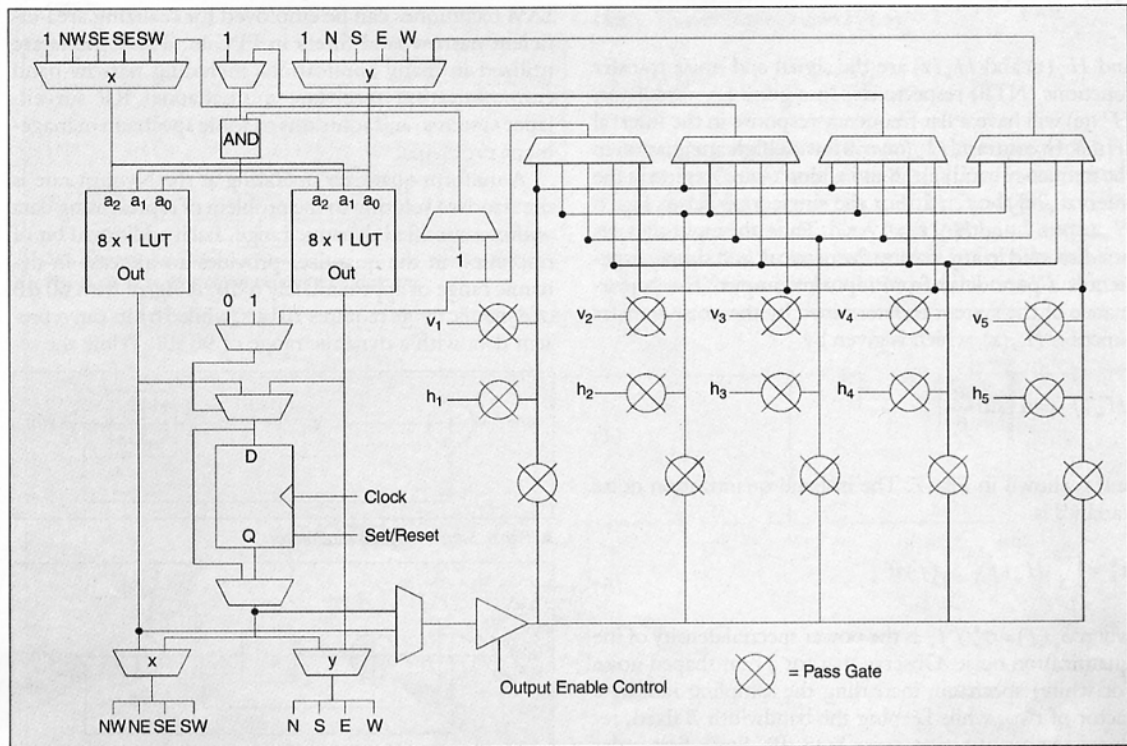 1 NW SE SE SW
1
1 N S E W
y
AND
a2 a1 a0
8 x 1 LUT
Out
a2 a1 a0
8 x 1 LUT
Out
1
0 1
v1
v2
v3
v4
v5
h1
h2
h3
h4
h5
D
Clock
Set/Reset
Q
x
y
NW NE SE SW
N S E W
Output Enable Control
= Pass Gate